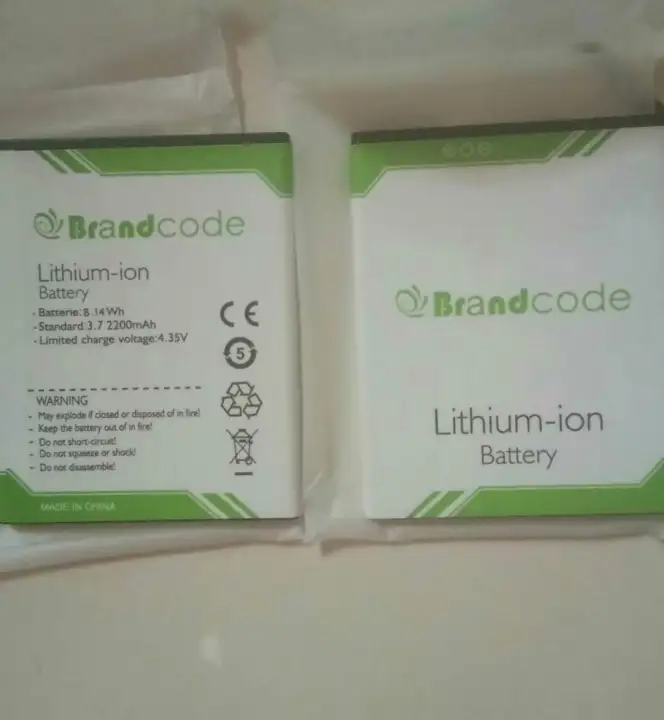 Brandcode
Lithium-ion
Battery
- Batterie: 8.14Wh
- Standard 3.7 2200mAh
- Limited charge voltage: 4.35V
CE
5
WARNING
- May explode if closed or disposed of in fire!
- Keep the battery out of in fire!
- Do not short-circuit!
- Do not squeeze or shock!
- Do not disassemble!
MADE IN CHINA
Brandcode
Lithium-ion
Battery